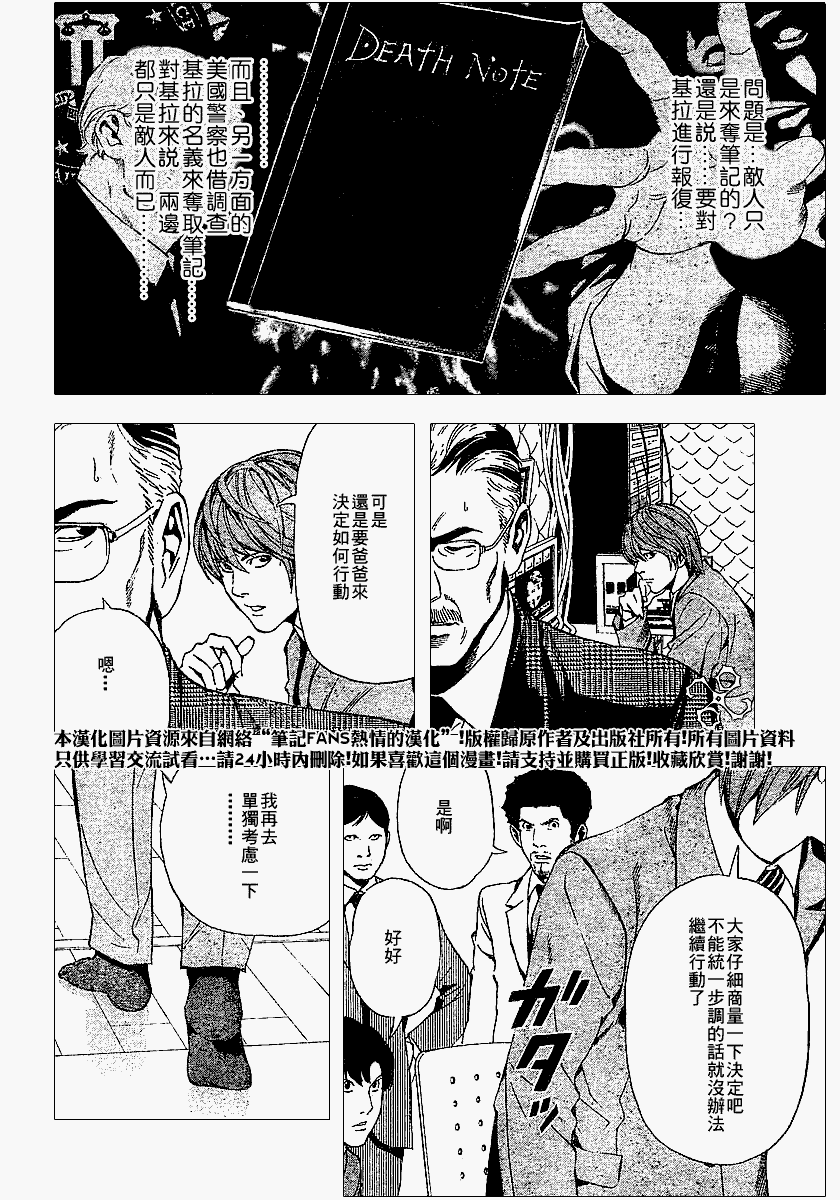 DEATH NOTE
問題是…敵人只
是來奪筆記的？
還是說……要對
基拉進行報復…
………………
而且、另一方面的
美國警察也借調查
基拉的名義來奪取筆記……
對基拉來說、兩邊
都只是敵人而已…………
可是
還是要爸爸來
決定如何行動
嗯…
本漢化圖片資源來自網絡“筆記FANS熱情的漢化”!版權歸原作者及出版社所有!所有圖片資料
只供學習交流試看…請24小時內刪除!如果喜歡這個漫畫!請支持並購買正版!收藏欣賞!謝謝!
大家仔細商量一下決定吧
不能統一步調的話就沒辦法
繼續行動了
是啊
好好
ガタッ
我再去
單獨考慮一下
………